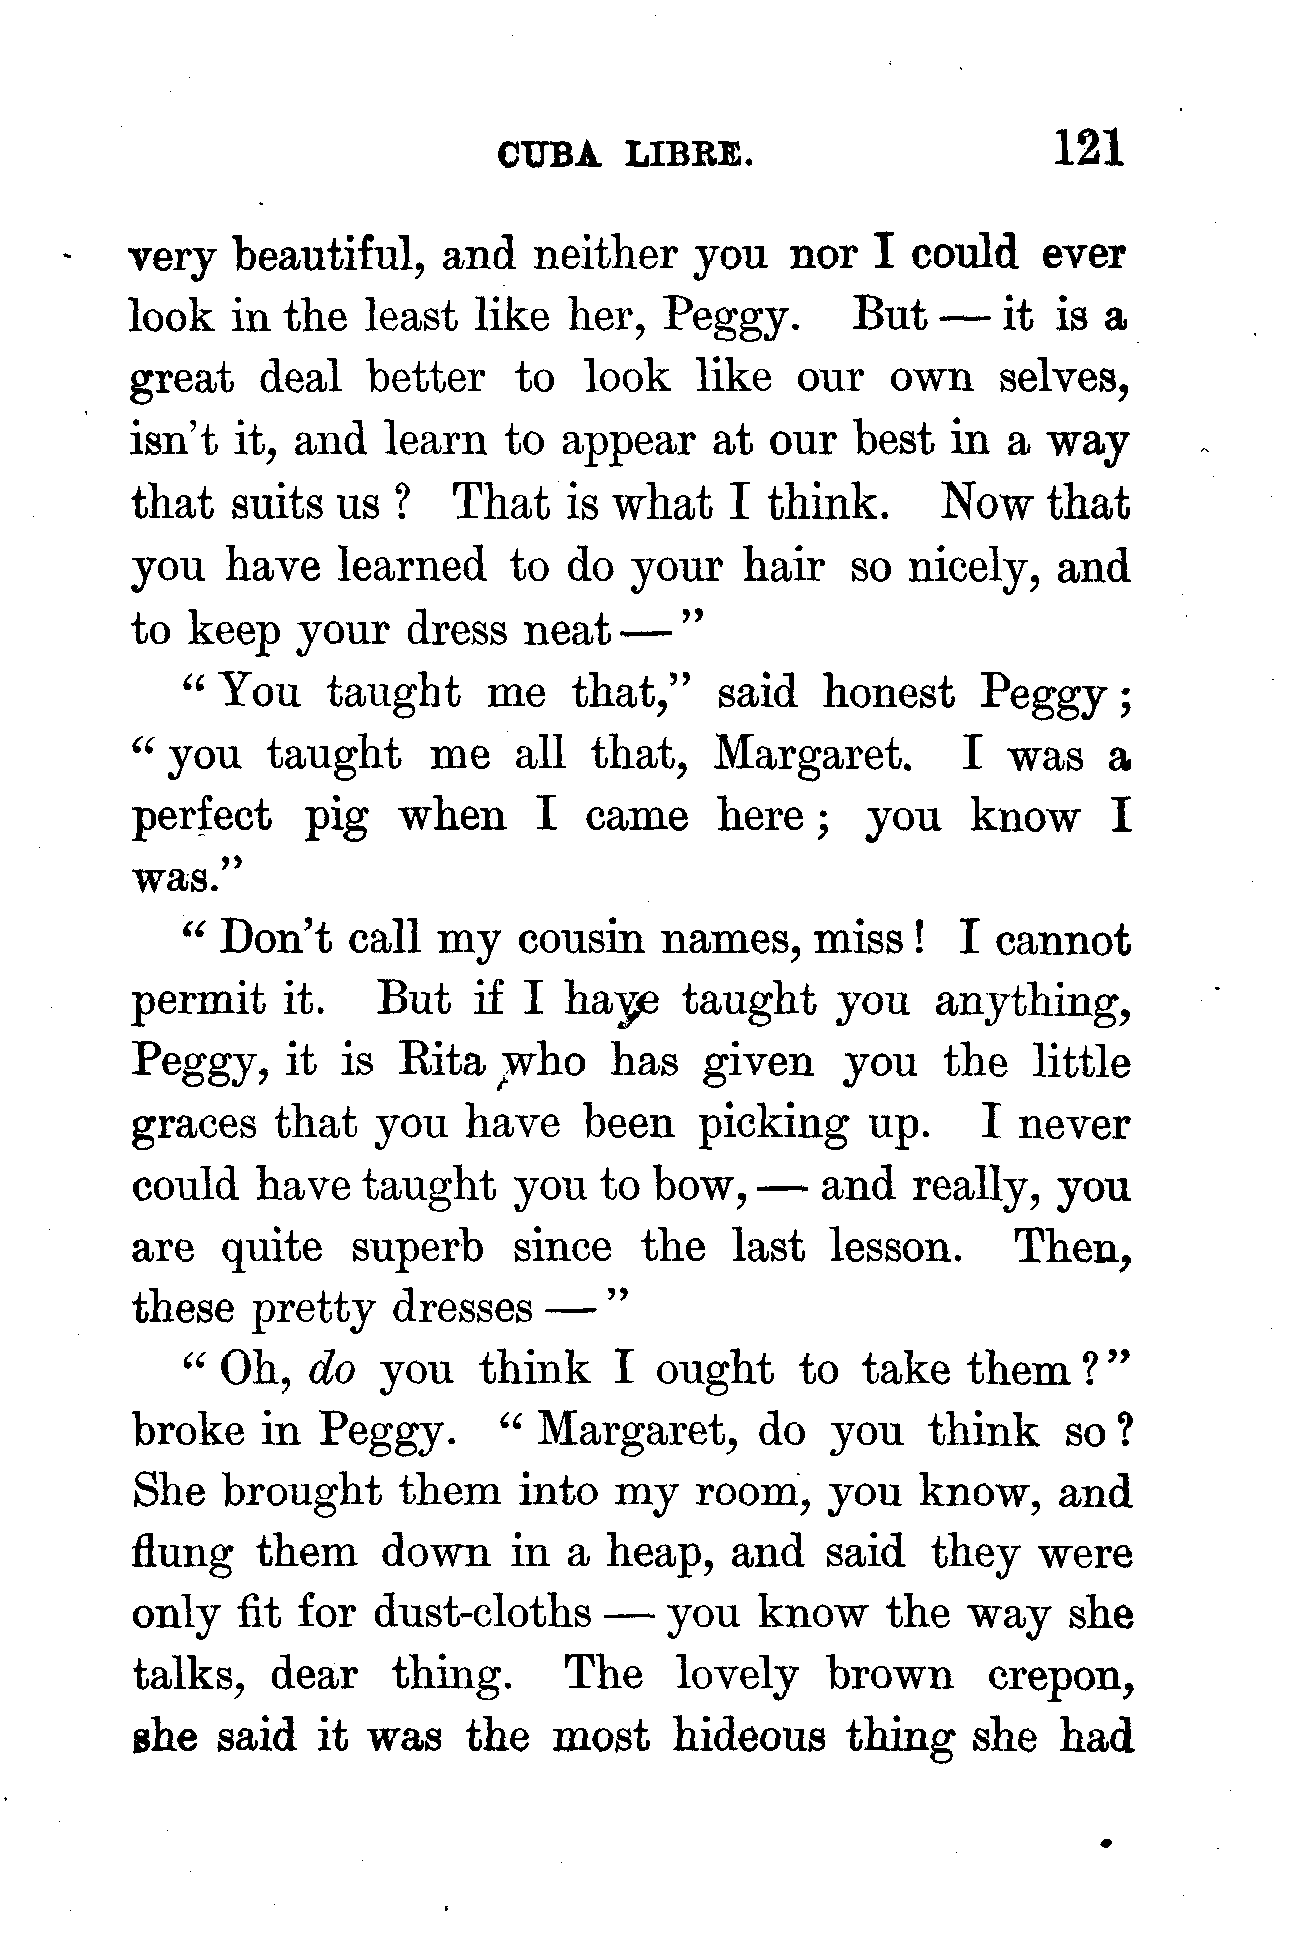 CUBA LIBRE. 121
very beautiful, and neither you nor I could ever
look in the least like her, Peggy. But — it is a
great deal better to look like our own selves,
isn't it, and learn to appear at our best in a way
that suits us ? That is what I think. Now that
you have learned to do your hair so nicely, and
to keep your dress neat — "
" You taught me that," said honest Peggy ;
" you taught me all that, Margaret. I was a
perfect pig when I came here ; you know I
was."
" Don't call my cousin names, miss ! I cannot
permit it. But if I have taught you anything,
Peggy, it is Rita who has given you the little
graces that you have been picking up. I never
could have taught you to bow, — and really, you
are quite superb since the last lesson. Then,
these pretty dresses — "
" Oh, do you think I ought to take them ?"
broke in Peggy. " Margaret, do you think so ?
She brought them into my room, you know, and
flung them down in a heap, and said they were
only fit for dust-cloths — you know the way she
talks, dear thing. The lovely brown crepon,
she said it was the most hideous thing she had